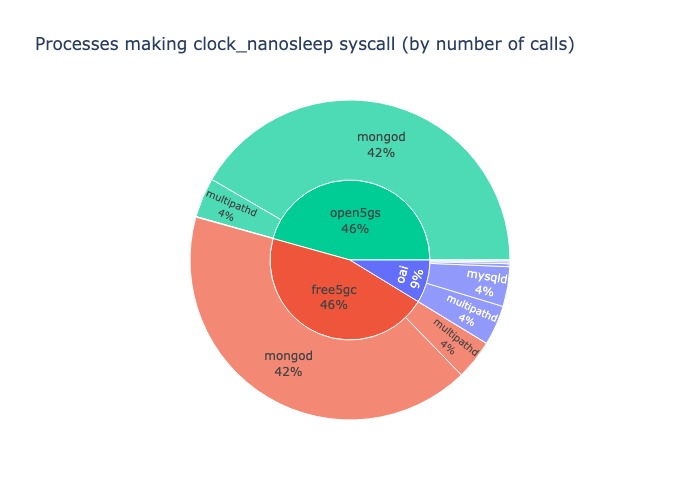 Processes making clock_nanosleep syscall (by number of calls)
mongod
42%
multipathd
4%
open5gs
46%
oai
9%
mysqld
4%
multipathd
4%
free5gc
46%
multipathd
4%
mongod
42%